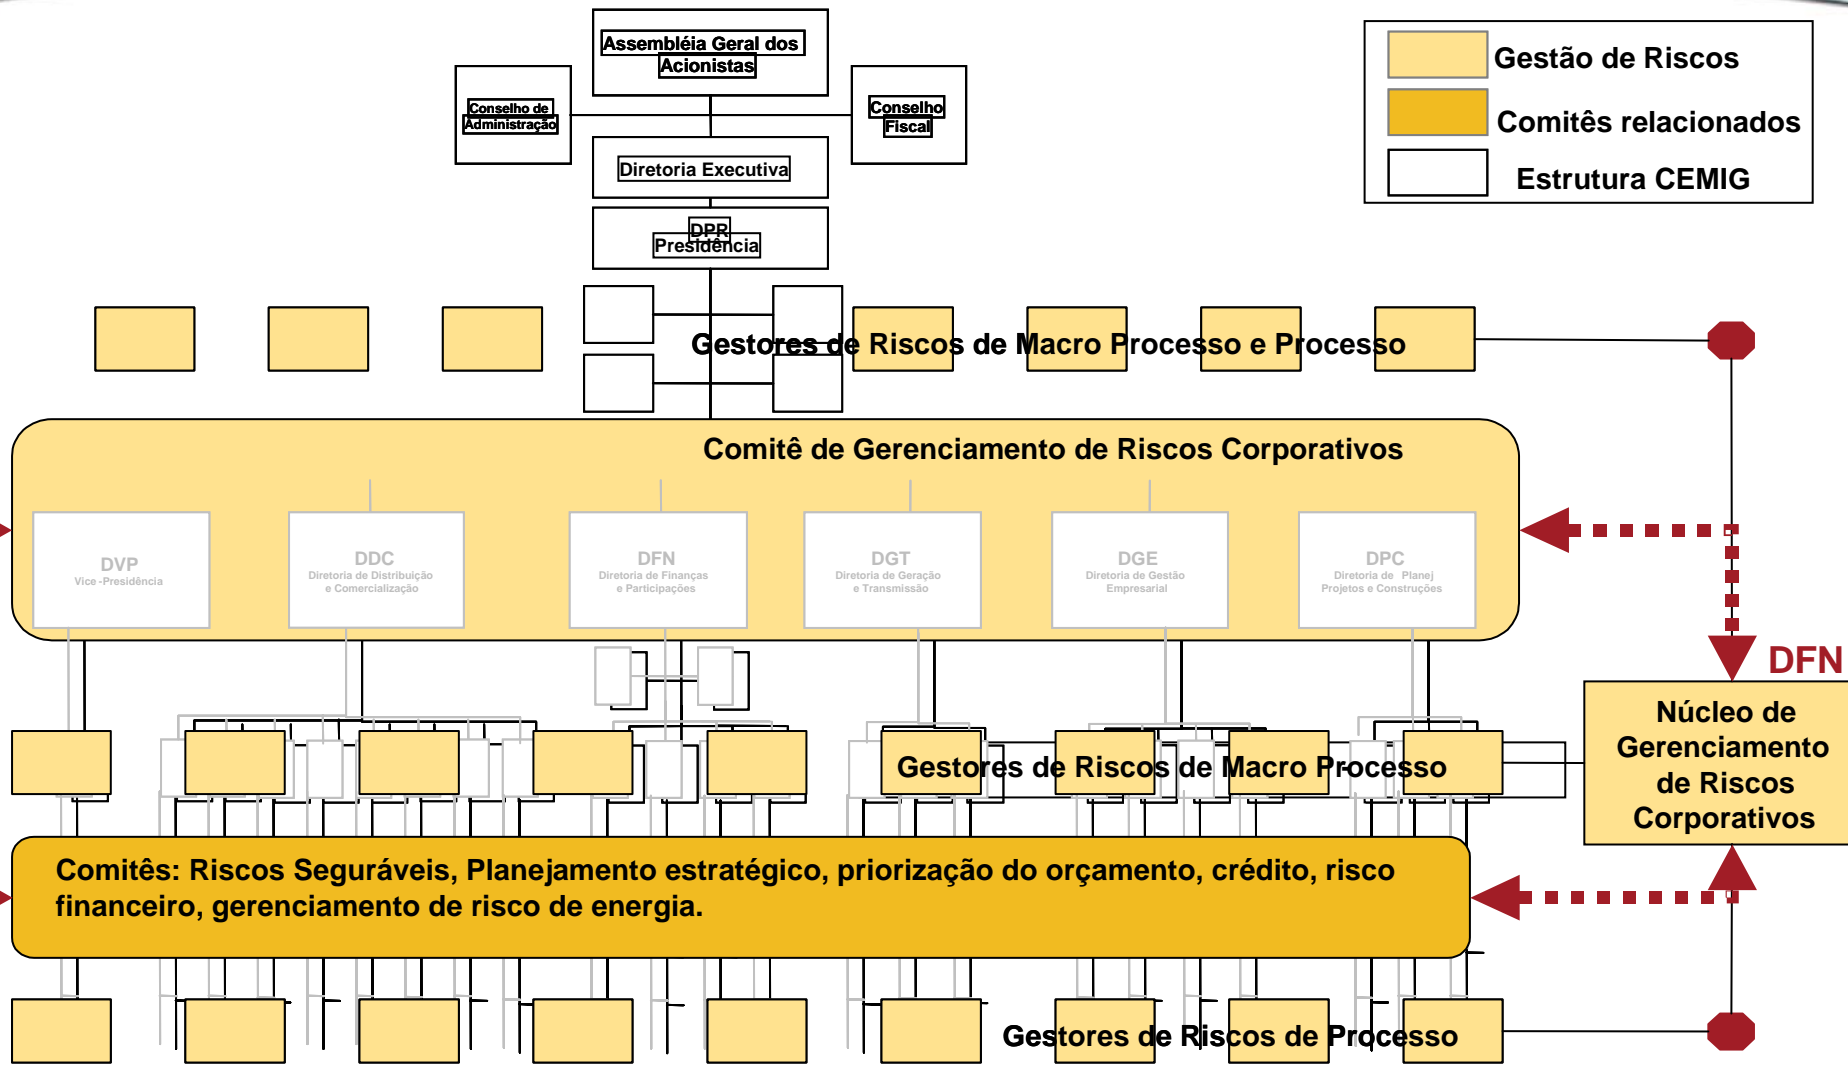 Assembléia Geral dos
Acionistas
Conselho de
Administração
Conselho
Fiscal
Diretoria Executiva
DPR
Presidência
Gestão de Riscos
Comitês relacionados
Estrutura CEMIG
Gestores de Riscos de Macro Processo e Processo
Comitê de Gerenciamento de Riscos Corporativos
DVP
Vice -Presidência
DDC
Diretoria de Distribuição
e Comercialização
DFN
Diretoria de Finanças
e Participações
DGT
Diretoria de Geração
e Transmissão
DGE
Diretoria de Gestão
Empresarial
DPC
Diretoria de Planej
Projetos e Construções
DFN
Núcleo de
Gerenciamento
de Riscos
Corporativos
Gestores de Riscos de Macro Processo
Comitês: Riscos Seguráveis, Planejamento estratégico, priorização do orçamento, crédito, risco
financeiro, gerenciamento de risco de energia.
Gestores de Riscos de Processo